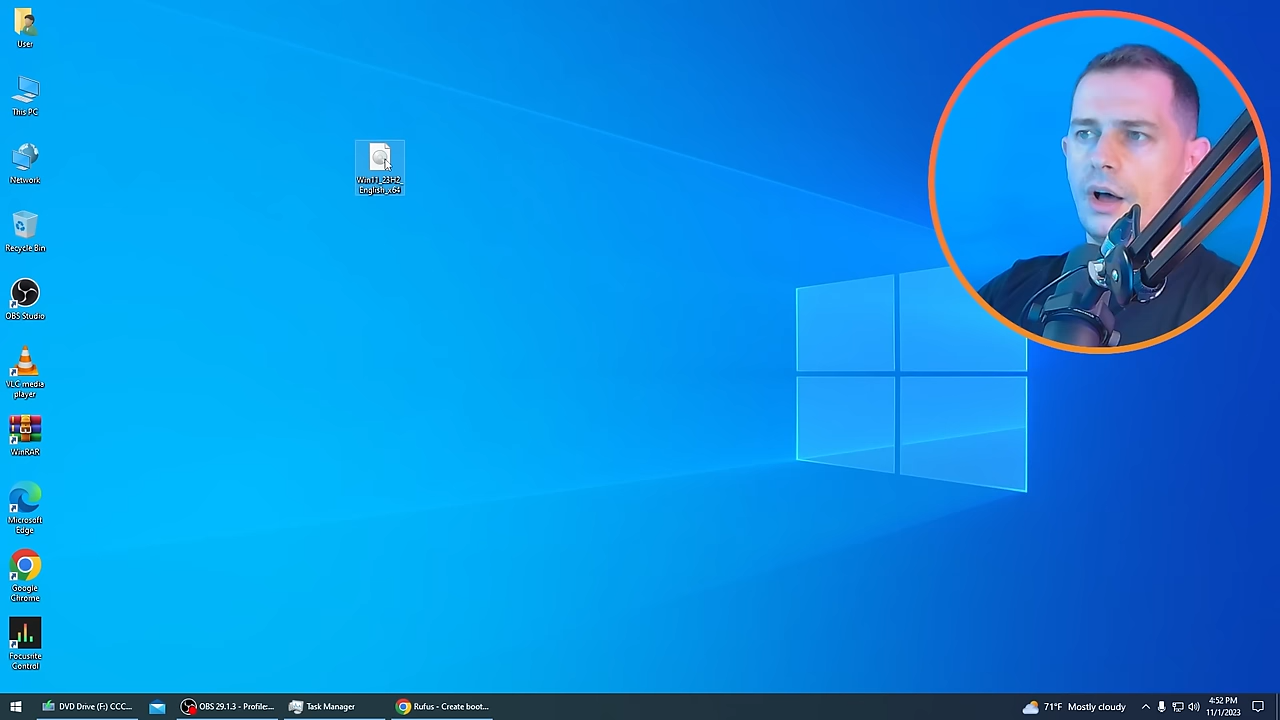 User
This PC
Network
Recycle Bin
OBS Studio
VLC media
player
WinRAR
Microsoft
Edge
Google
Chrome
Focusrite
Control
Win11_23H2_
English_x64
DVD Drive (F:) CCC...
OBS 29.1.3 - Profile:...
Task Manager
Rufus - Create boot...
71°F Mostly cloudy
4:52 PM
11/1/2023